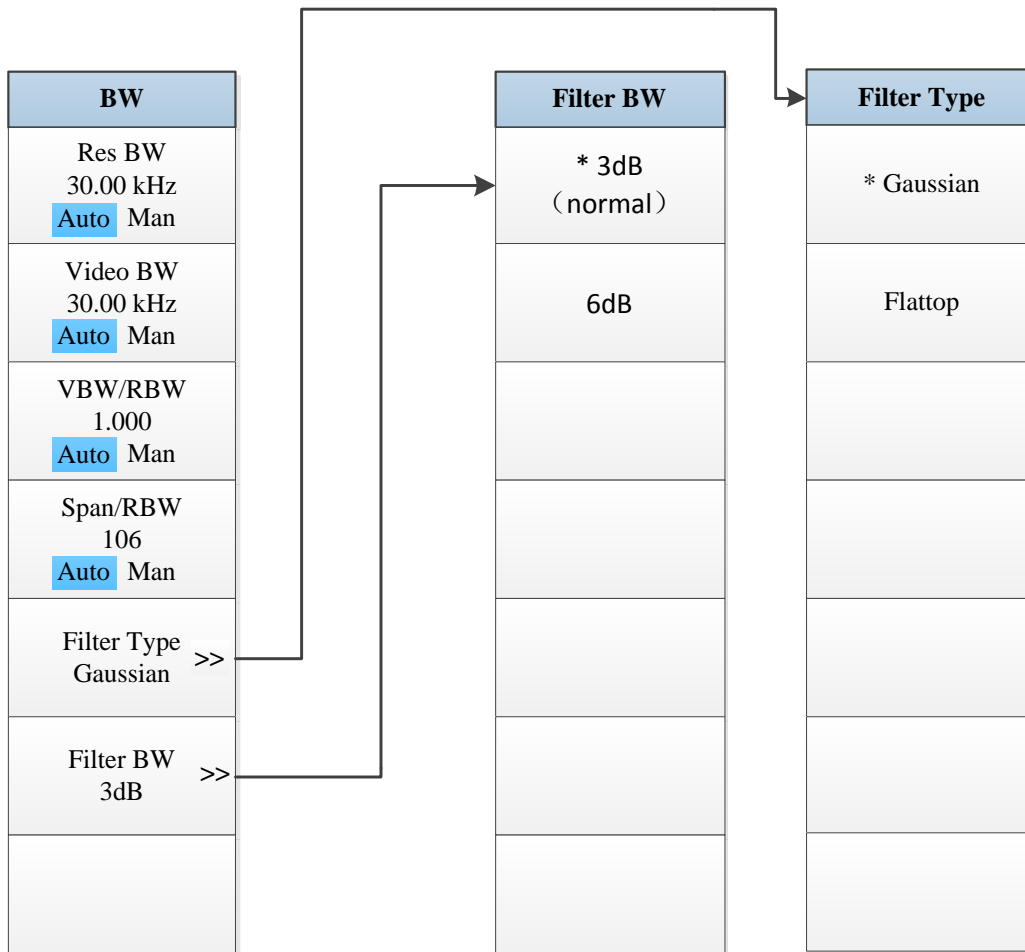 BW
Res BW
30.00 kHz
Auto Man
Video BW
30.00 kHz
Auto Man
VBW/RBW
1.000
Auto Man
Span/RBW
106
Auto Man
Filter Type
Gaussian >>
Filter BW
3dB >>
Filter BW
* 3dB
（normal）
6dB
Filter Type
* Gaussian
Flattop